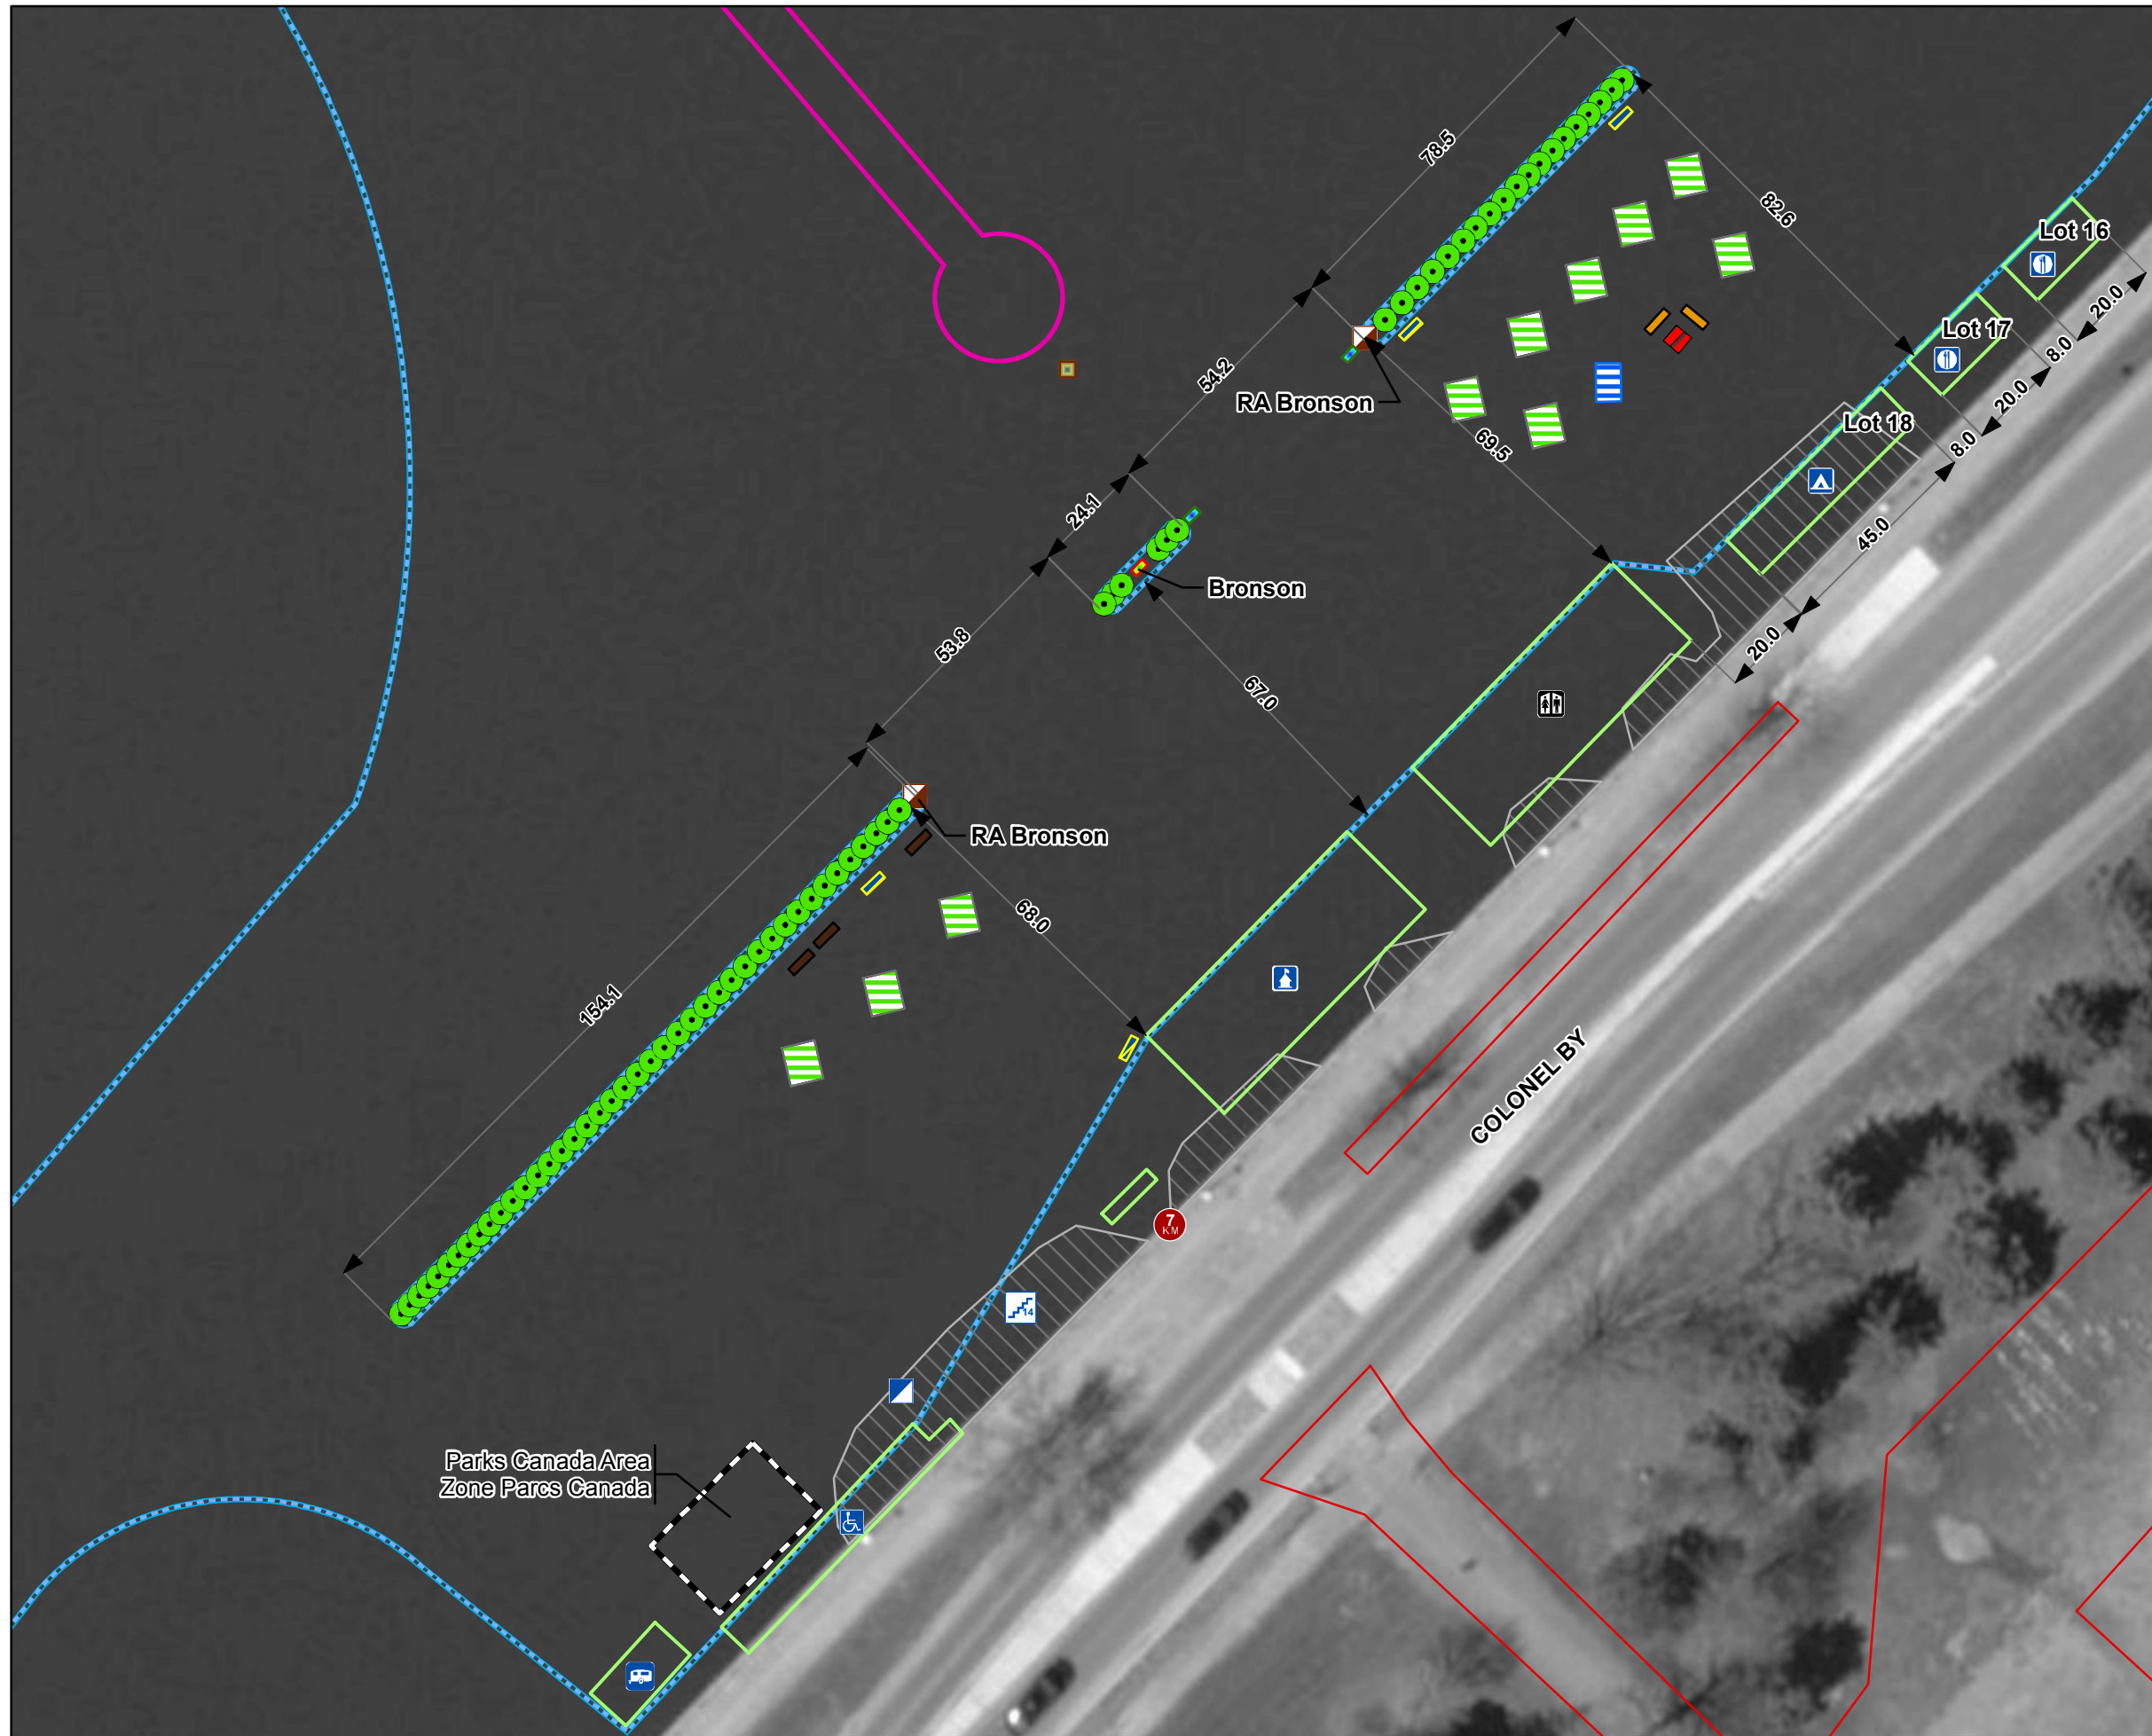 78.5
82.6
Lot 16
20.0
Lot 17
8.0
54.2
RA Bronson
20.0
Lot 18
69.5
8.0
24.1
45.0
Bronson
53.8
20.0
67.0
RA Bronson
68.0
154.1
COLONEL BY
7
KM
14
Parks Canada Area
Zone Parcs Canada